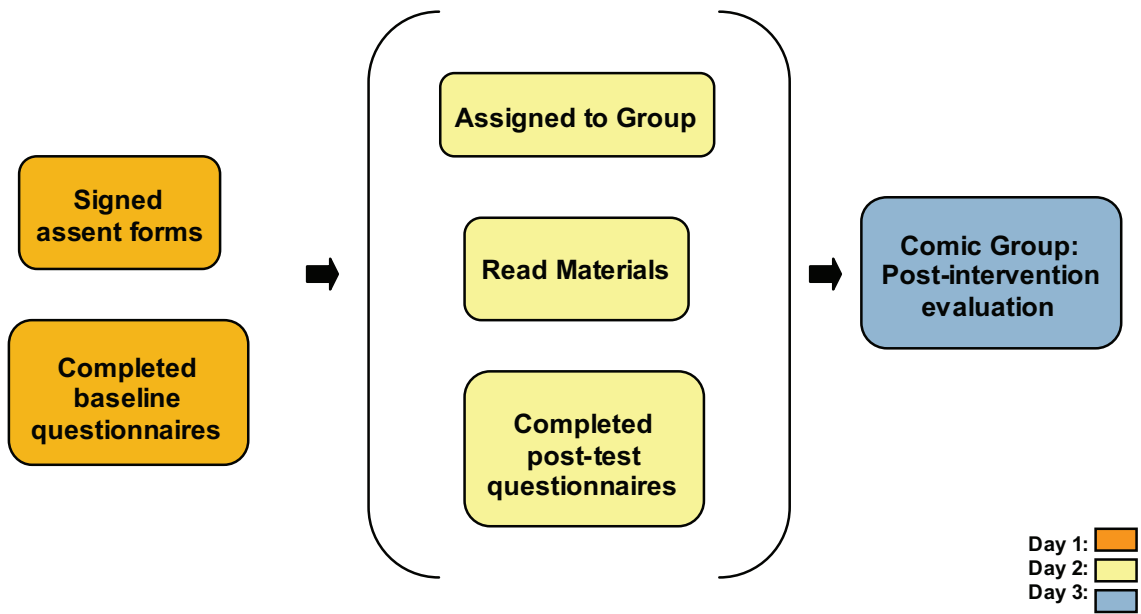 Signed
assent forms
Completed
baseline
questionnaires
Assigned to Group
Read Materials
Completed
post-test
questionnaires
Comic Group:
Post-intervention
evaluation
Day 1:
Day 2:
Day 3: